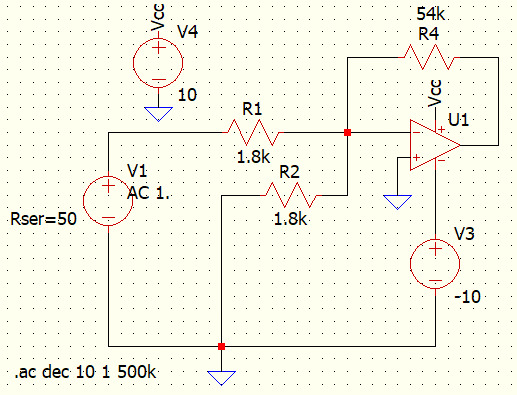 54k
R4
Vcc
V4
10
Vcc
U1
R1
1.8k
V1
AC 1.
R2
1.8k
Rser=50
V3
-10
.ac dec 10 1 500k